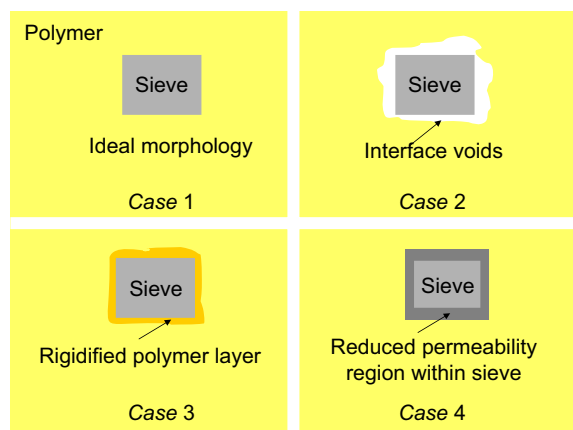 Polymer
Sieve
Ideal morphology
Case 1
Sieve
Interface voids
Case 2
Sieve
Rigidified polymer layer
Case 3
Sieve
Reduced permeability
region within sieve
Case 4